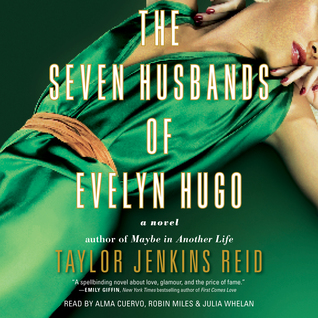 THE
SEVEN HUSBANDS
OF
EVELYN HUGO
a novel
author of Maybe in Another Life
TAYLOR JENKINS REID
“A spellbinding novel about love, glamour, and the price of fame.”
—EMILY GIFFIN, New York Times bestselling author of First Comes Love
READ BY ALMA CUERVO, ROBIN MILES & JULIA WHELAN